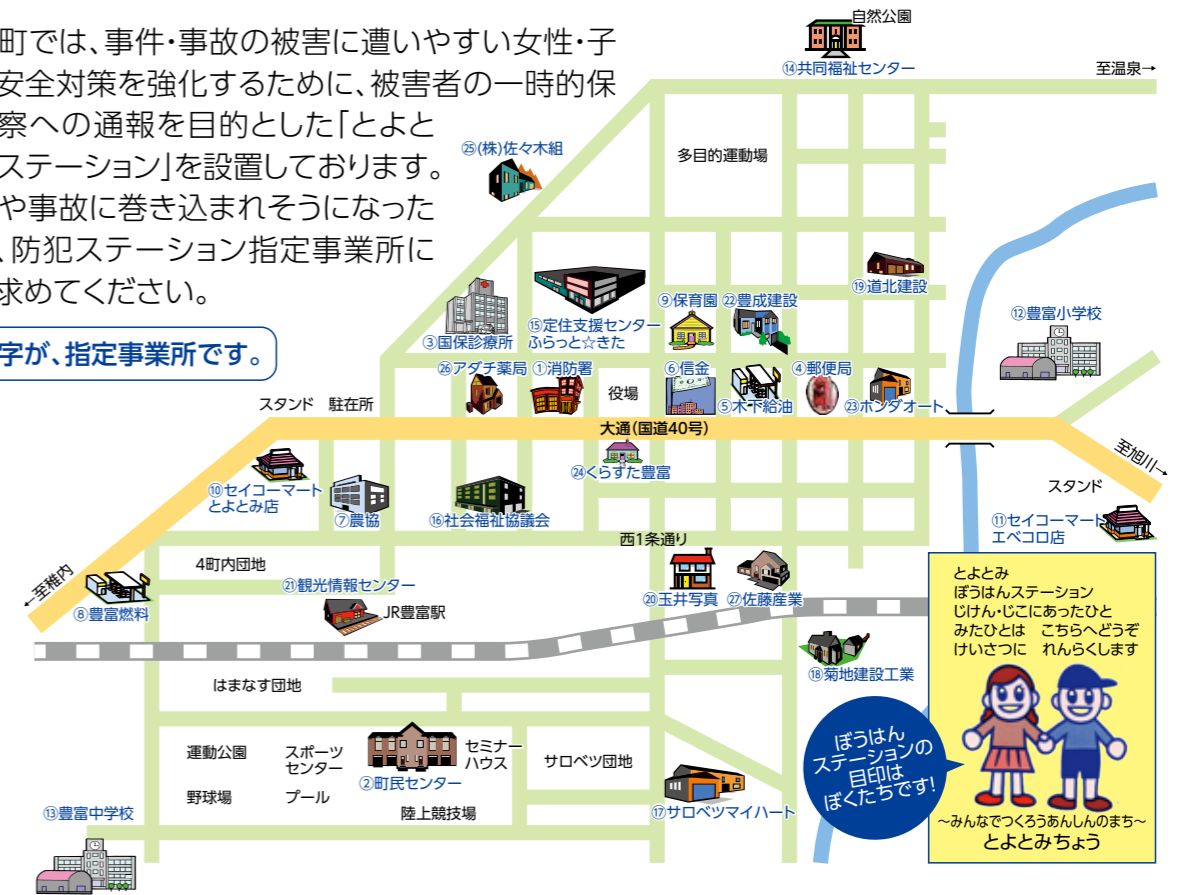 町では、事件・事故の被害に遭いやすい女性・子
安全対策を強化するために、被害者の一時的保
察への通報を目的とした「とよと
ステーション」を設置しております。
や事故に巻き込まれそうになった
、防犯ステーション指定事業所に
求めてください。
字が、指定事業所です。
自然公園
⑭共同福祉センター
至温泉→
多目的運動場
㉕(株)佐々木組
⑲道北建設
⑫豊富小学校
③国保診療所
⑮定住支援センター
ふらっと☆きた
⑨保育園
㉒豊成建設
㉖アダチ薬局
①消防署
役場
⑥信金
⑤木下給油
④郵便局
㉓ホンダオート
スタンド
駐在所
大通(国道40号)
㉔くらすた豊富
至旭川→
スタンド
⑩セイコーマート
とよとみ店
⑦農協
⑯社会福祉協議会
⑪セイコーマート
エベコロ店
西1条通り
4町内団地
←至稚内
⑧豊富燃料
㉑観光情報センター
JR豊富駅
⑳玉井写真
㉗佐藤産業
⑱菊地建設工業
はまなす団地
運動公園
スポーツ
センター
②町民センター
セミナー
ハウス
サロベツ団地
野球場
プール
陸上競技場
⑰サロベツマイハート
⑬豊富中学校
とよとみ
ぼうはんステーション
じけん・じこにあったひと
みたひとは こちらへどうぞ
けいさつに れんらくします
ぼうはん
ステーションの
目印は
ぼくたちです!
〜みんなでつくろうあんしんのまち〜
とよとみちょう